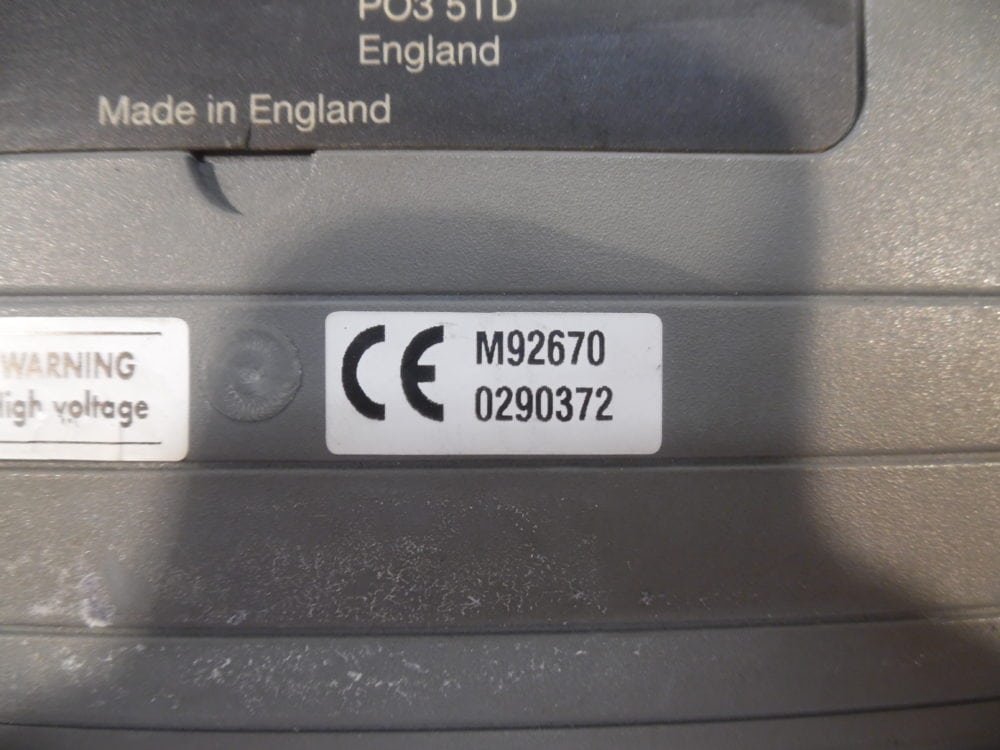 PO3 5TD
England
Made in England
WARNING
High voltage
CE M92670
0290372